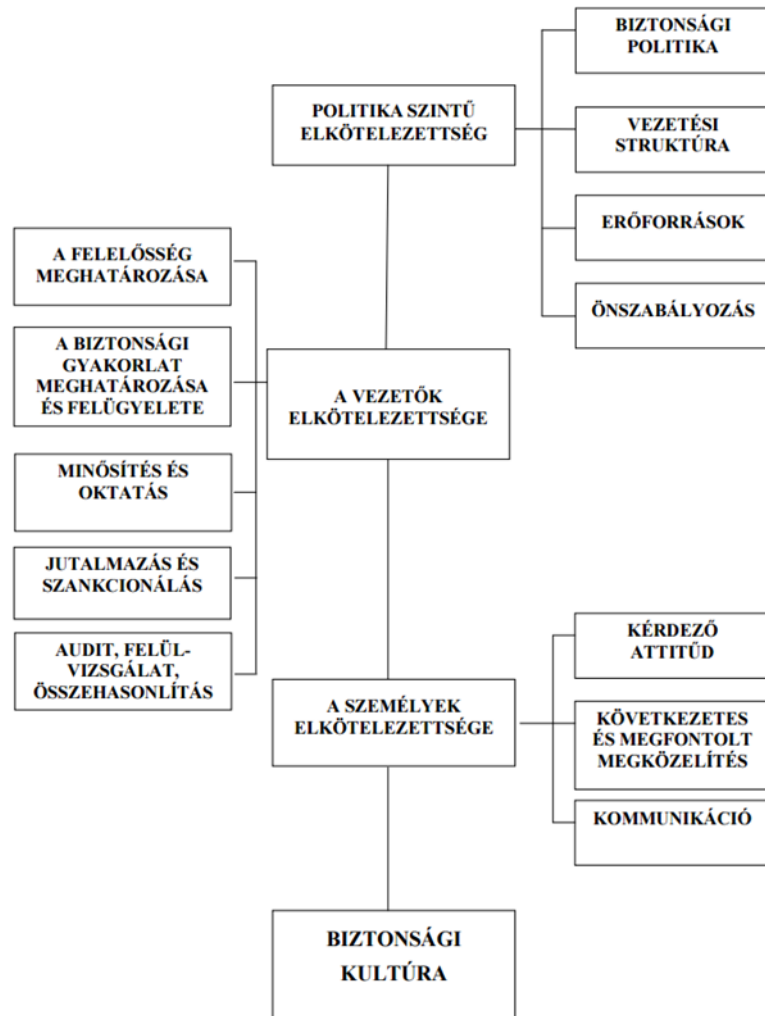 BIZTONSÁGI
POLITIKA
POLITIKA SZINTŰ
ELKÖTELEZETTSÉG
VEZETÉSI
STRUKTÚRA
ERŐFORRÁSOK
ÖNSZABÁLYOZÁS
A FELELŐSSÉG
MEGHATÁROZÁSA
A BIZTONSÁGI
GYAKORLAT
MEGHATÁROZÁSA
ÉS FELÜGYELETE
A VEZETŐK
ELKÖTELEZETTSÉGE
MINŐSÍTÉS ÉS
OKTATÁS
JUTALMAZÁS ÉS
SZANKCIONÁLÁS
AUDIT, FELÜL-
VIZSGÁLAT,
ÖSSZEHASONLÍTÁS
A SZEMÉLYEK
ELKÖTELEZETTSÉGE
KÉRDEZŐ
ATTITŰD
KÖVETKEZETES
ÉS MEGFONTOLT
MEGKÖZELÍTÉS
KOMMUNIKÁCIÓ
BIZTONSÁGI
KULTÚRA